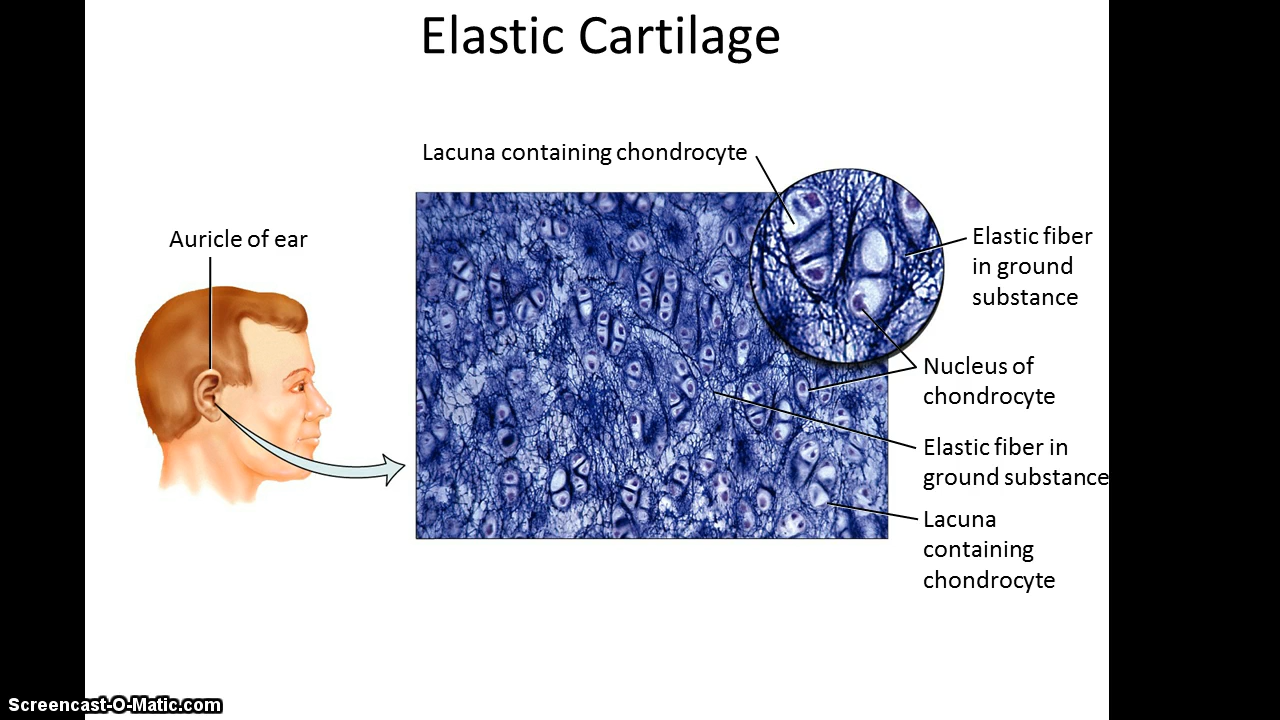 Elastic Cartilage
Lacuna containing chondrocyte
Auricle of ear
Elastic fiber
in ground
substance
Nucleus of
chondrocyte
Elastic fiber in
ground substance
Lacuna
containing
chondrocyte
Screencast-O-Matic.com